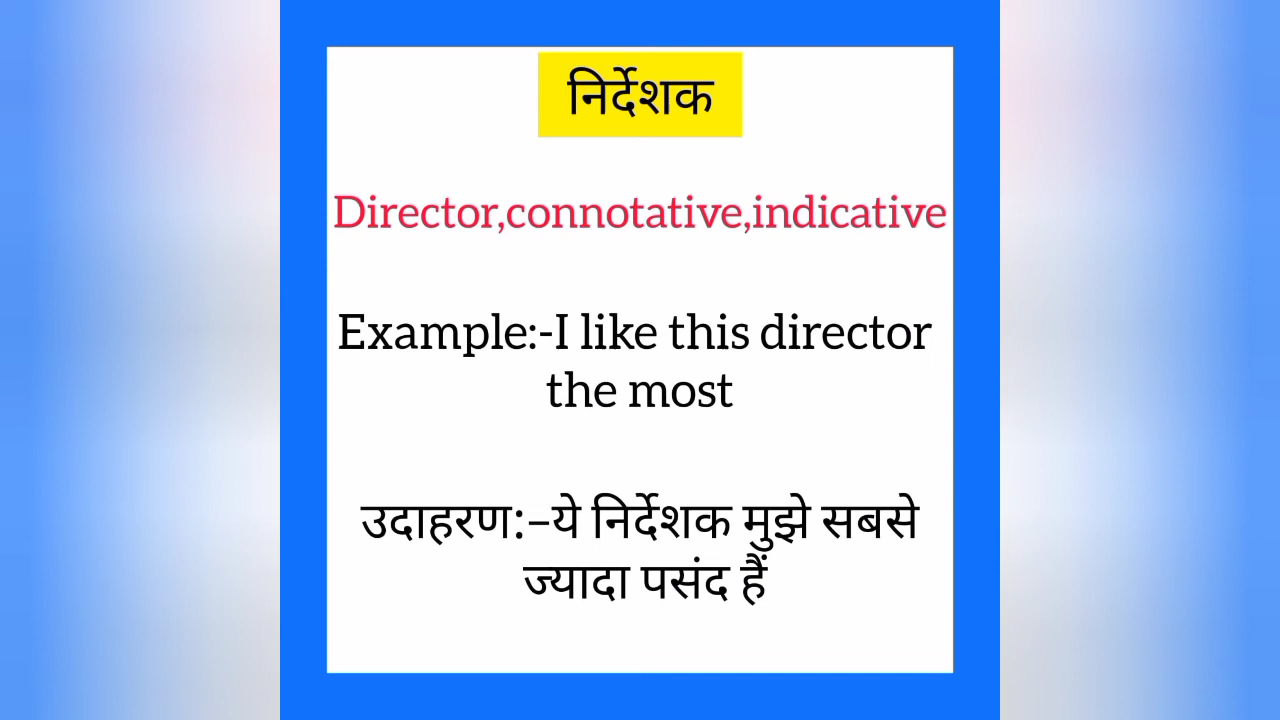 निर्देशक
Director,connotative,indicative
Example:-I like this director
the most
उदाहरण:–ये निर्देशक मुझे सबसे
ज्यादा पसंद हैं